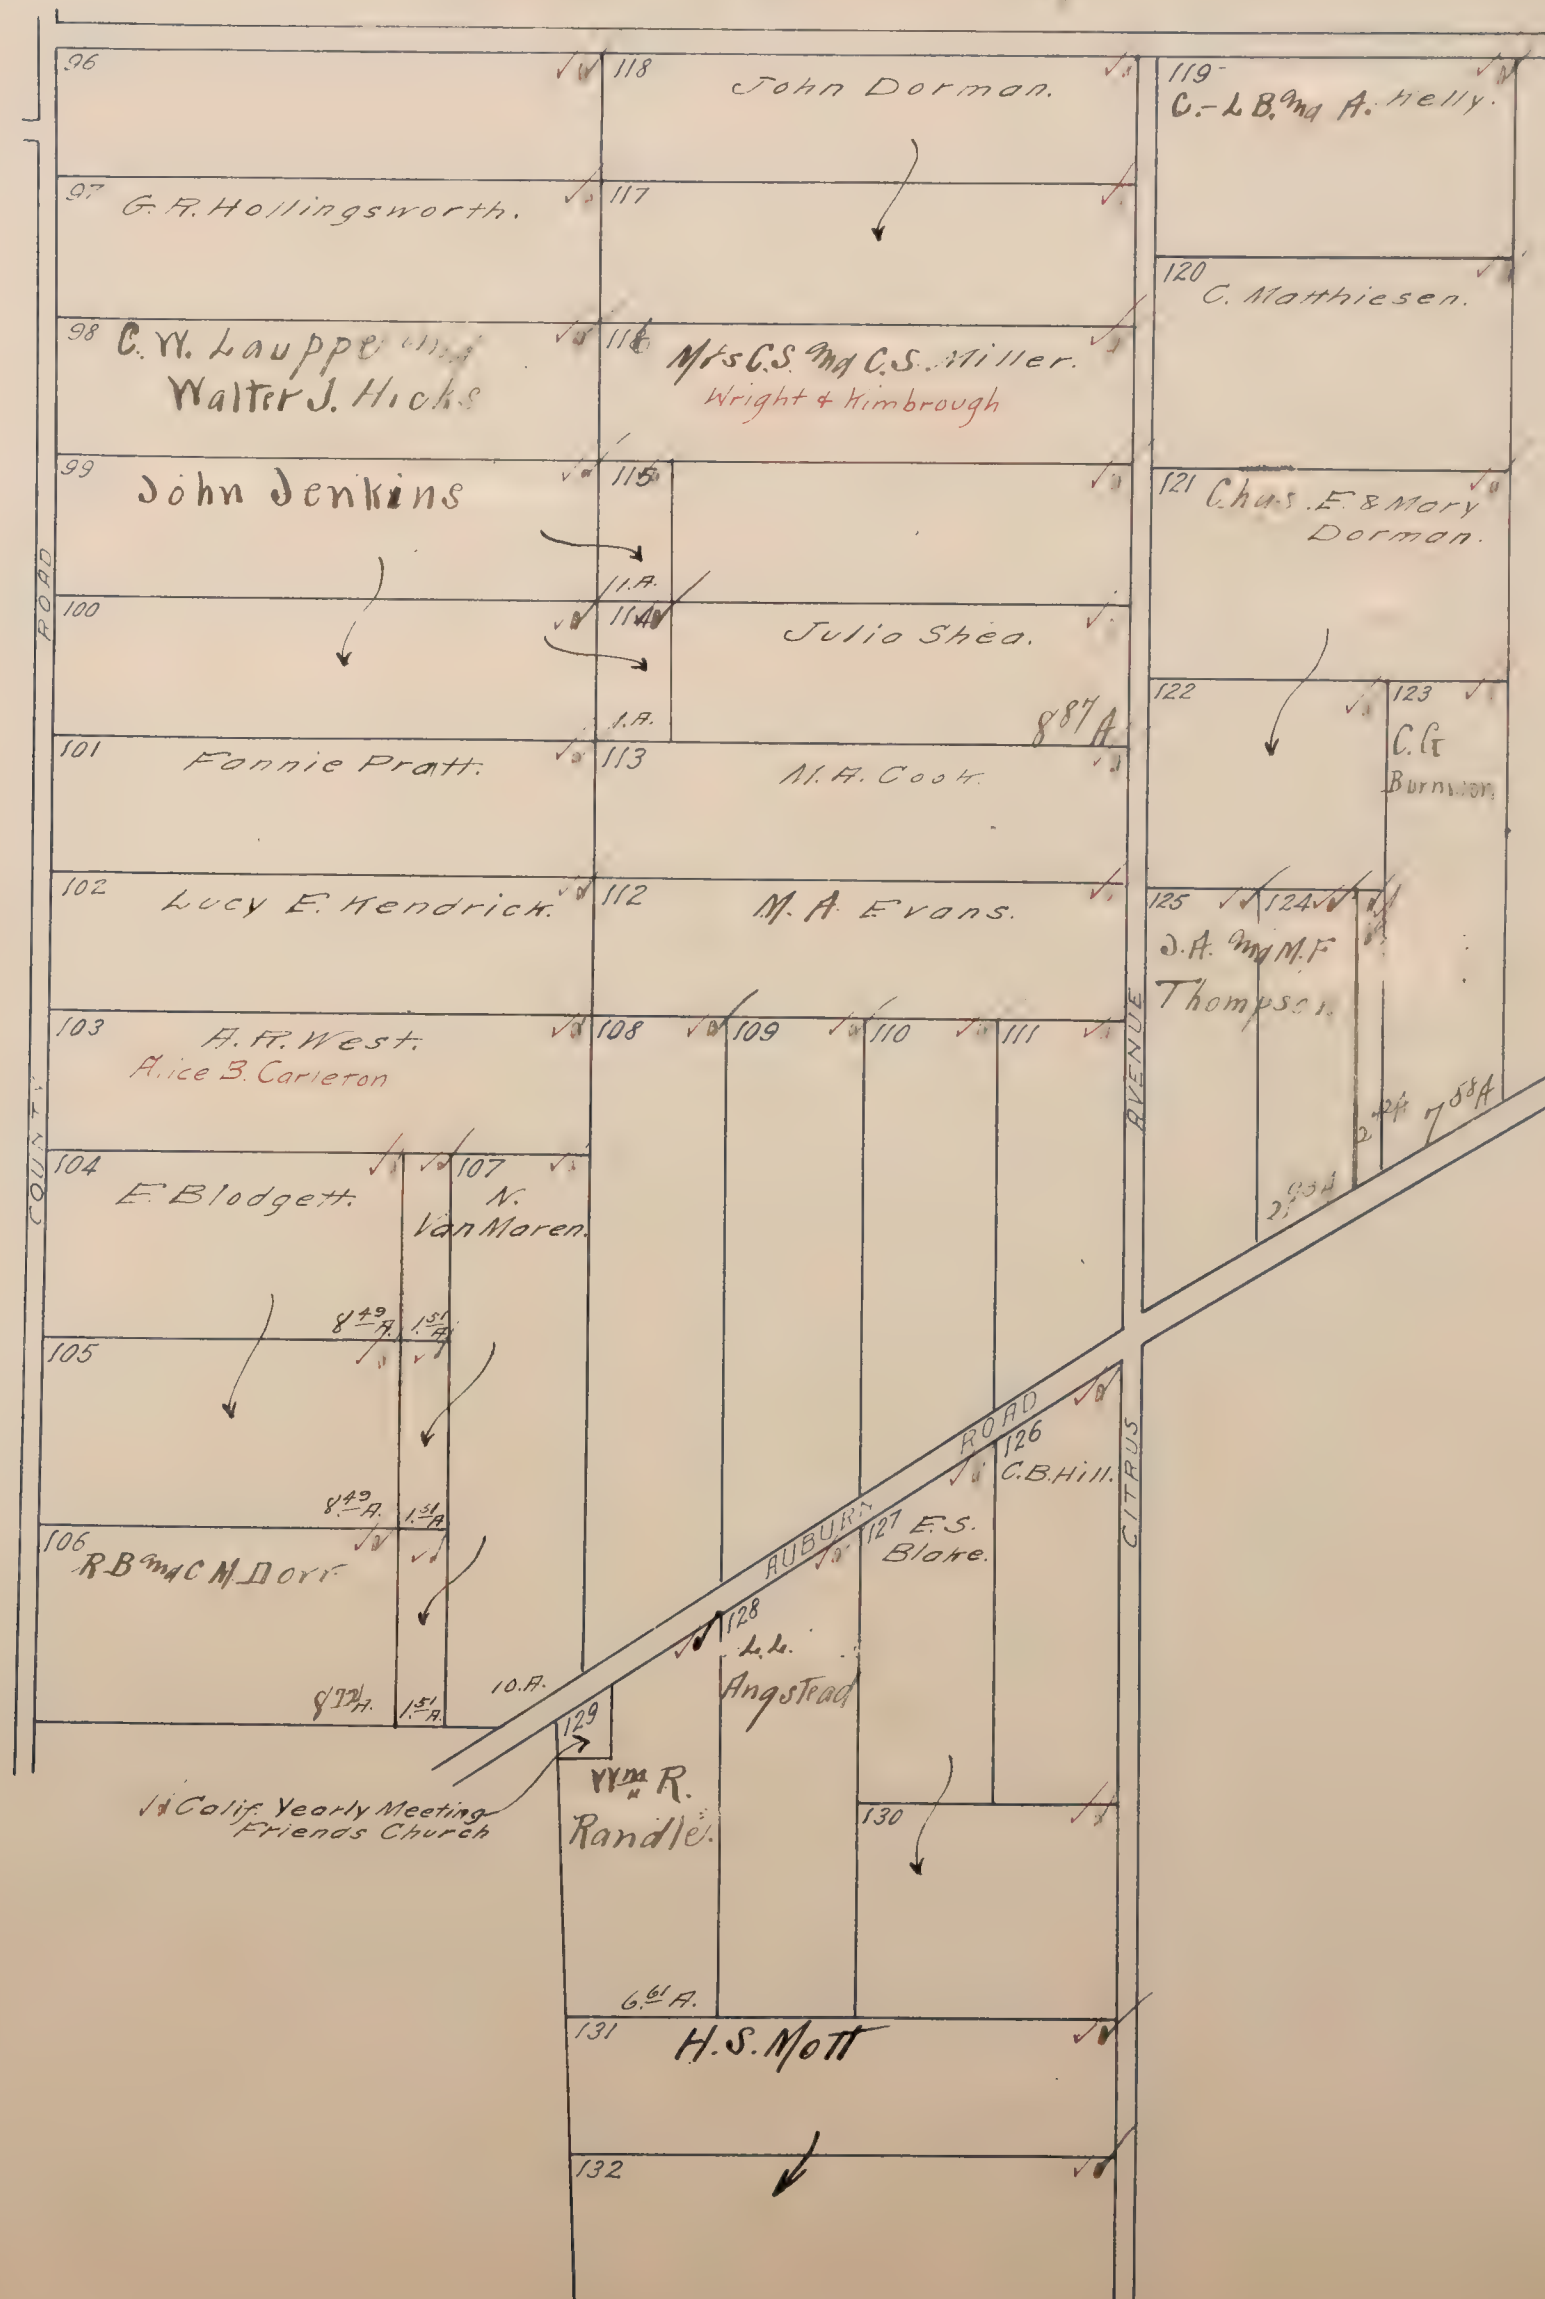 96
118
John Dorman.
119
C.-L B. and A. Kelly.
97
G. R. Hollingsworth.
117
120
C. Matthiesen.
98
C. W. Lauppe and
Walter J. Hicks
116
Mrs C.S. and C.S. Miller.
Wright & Kimbrough
99
John Jenkins
115
1.A.
121
Chas. E. & Mary
Dorman.
100
114
1.A.
Julia Shea.
8 87 A
122
123
C. G
101
Fannie Pratt.
113
M. A. Cook.
102
Lucy E. Kendrick.
112
M. A. Evans.
125
124
J. A. and M. F
Thompson.
7 58 A
103
A. R. West.
Alice B. Carleton
108
109
110
111
104
E. Blodgett.
107
N.
Van Maren.
8 49 A.
1. 51 A.
105
8 49 A.
1. 51 A.
106
R B and C M Dorr
1. 51 A.
10. A.
COUNTY
ROAD
AVENUE
CITRUS
AUBURN
ROAD
126
C. B. Hill.
127
E. S.
Blake.
128
L. L.
Angstead
129
Wm R.
Randle.
Calif. Yearly Meeting
Friends Church
130
6. 61 A.
131
H. S. Mott
132